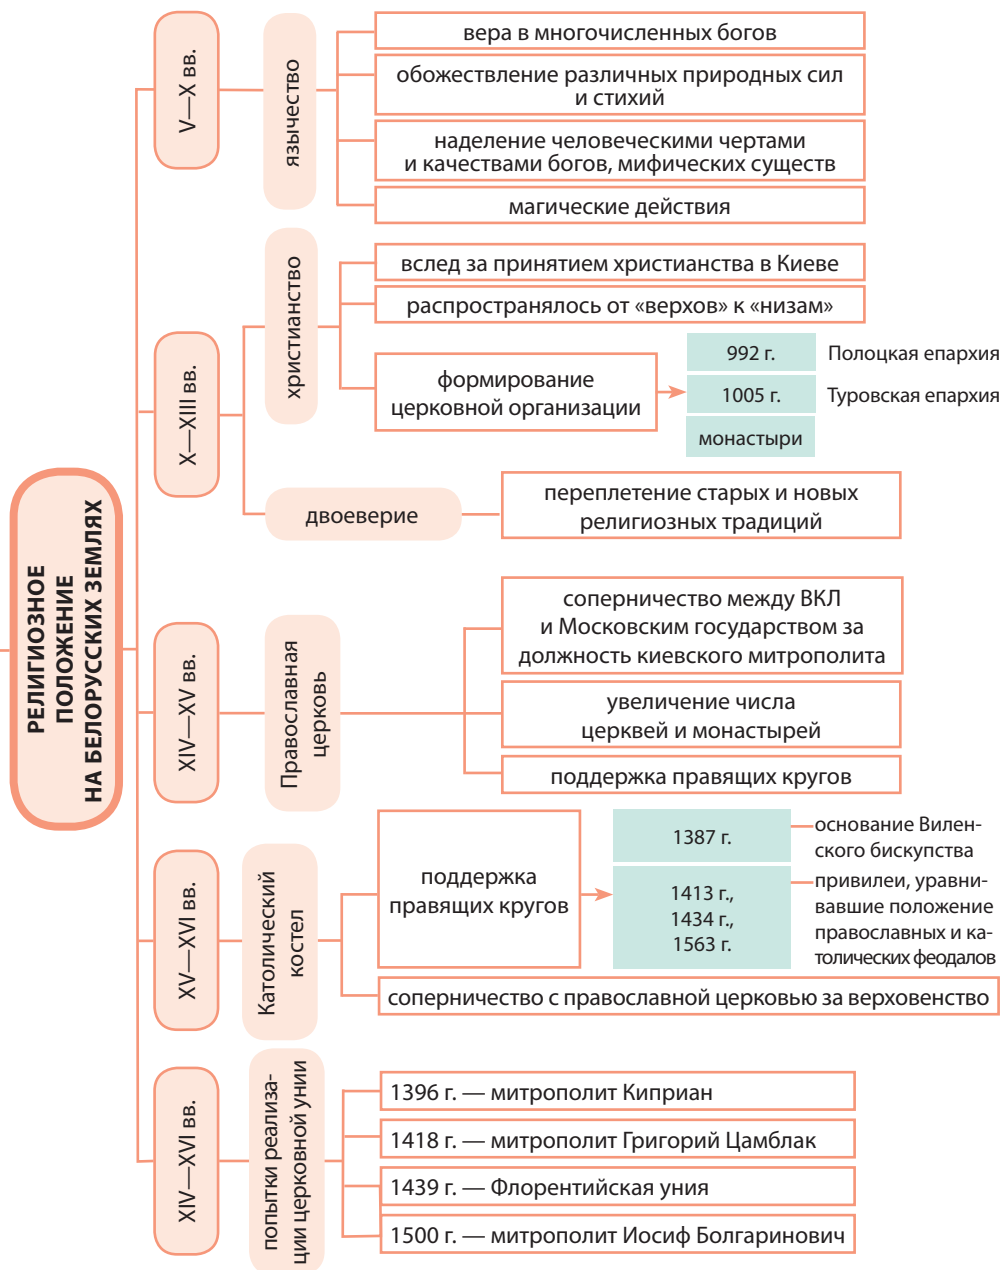 РЕЛИГИОЗНОЕ
ПОЛОЖЕНИЕ
НА БЕЛОРУССКИХ ЗЕМЛЯХ
V—X вв.
язычество
вера в многочисленных богов
обожествление различных природных сил
и стихий
наделение человеческими чертами
и качествами богов, мифических существ
магические действия
X—XIII вв.
христианство
вслед за принятием христианства в Киеве
распространялось от «верхов» к «низам»
формирование
церковной организации
992 г.
Полоцкая епархия
1005 г.
Туровская епархия
монастыри
двоеверие
переплетение старых и новых
религиозных традиций
XIV—XV вв.
Православная
церковь
соперничество между ВКЛ
и Московским государством за
должность киевского митрополита
увеличение числа
церквей и монастырей
поддержка правящих кругов
XV—XVI вв.
Католический
костел
поддержка
правящих кругов
1387 г.
основание Вилен-
ского бискупства
1413 г.,
1434 г.,
1563 г.
привилеи, уравни-
вавшие положение
православных и ка-
толических феодалов
соперничество с православной церковью за верховенство
XIV—XVI вв.
попытки реализа-
ции церковной унии
1396 г. — митрополит Киприан
1418 г. — митрополит Григорий Цамблак
1439 г. — Флорентийская уния
1500 г. — митрополит Иосиф Болгаринович